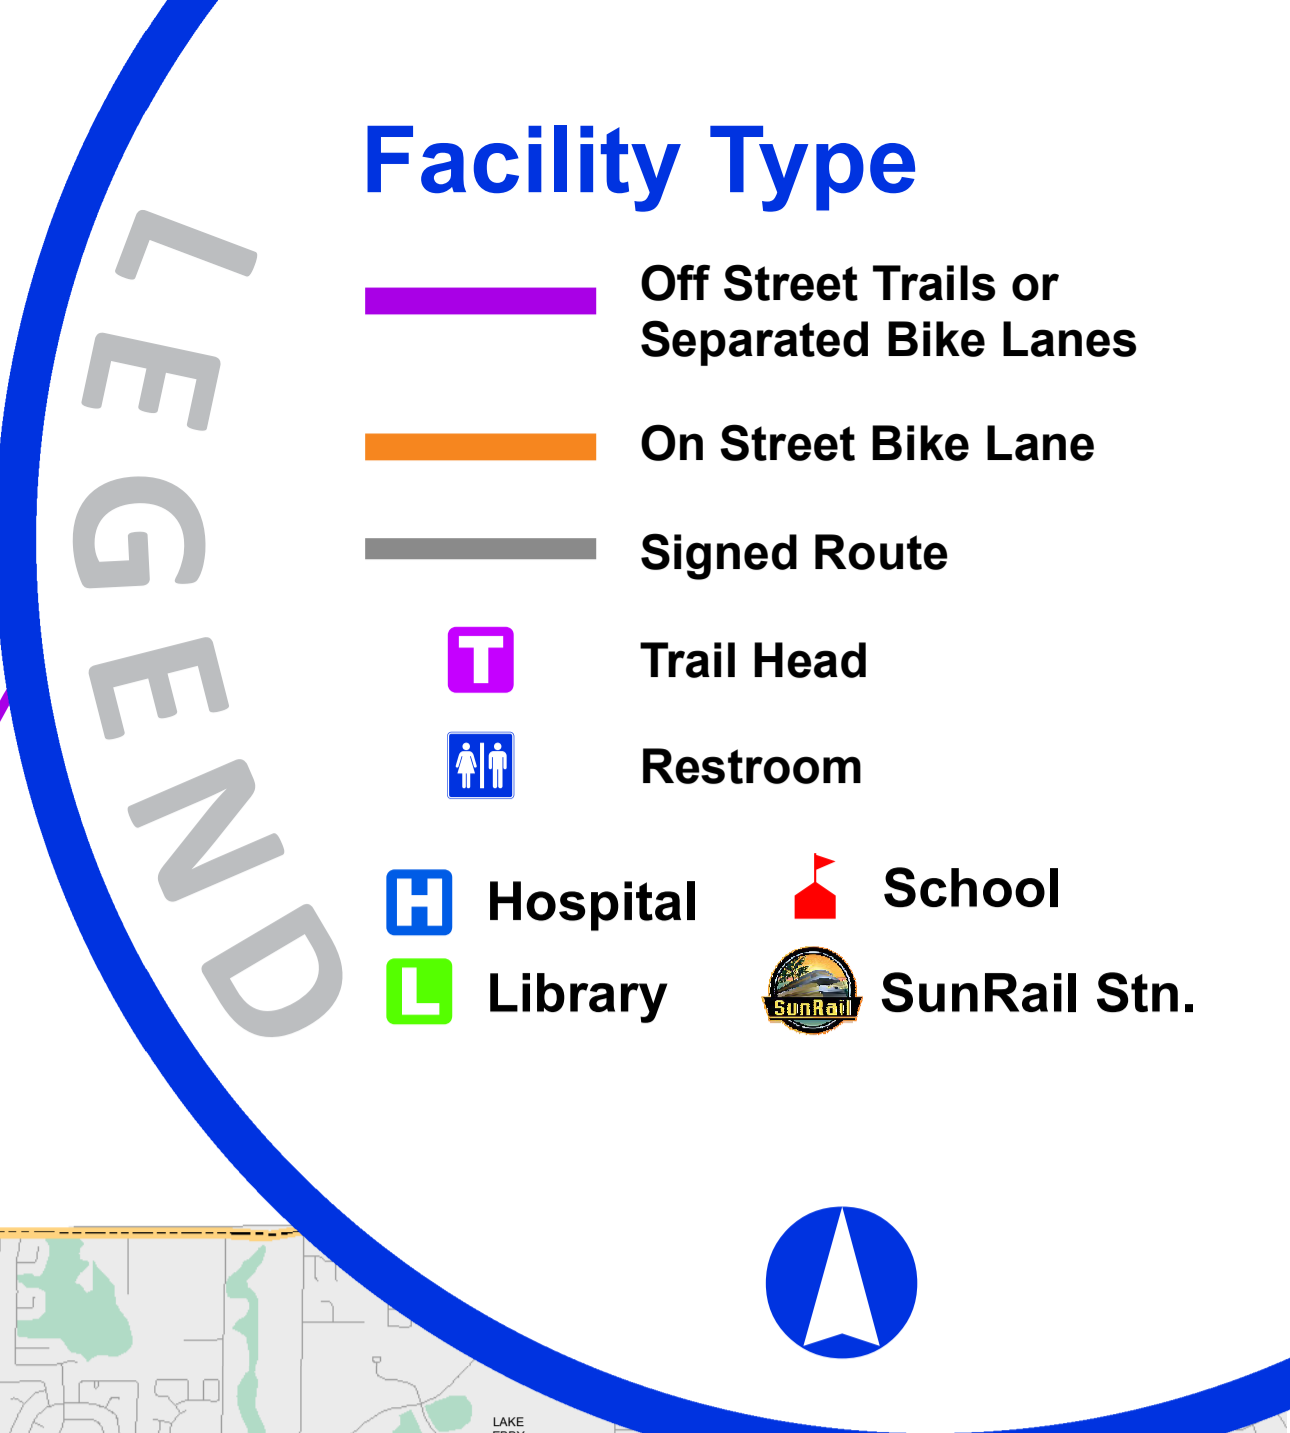 Facility Type
LEGEND
Off Street Trails or
Separated Bike Lanes
On Street Bike Lane
Signed Route
T
Trail Head
Restroom
H Hospital
School
L Library
SunRail
SunRail Stn.
LAKE